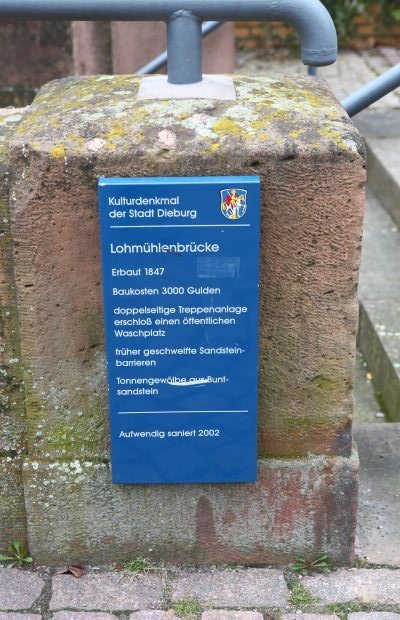 Kulturdenkmal
der Stadt Dieburg
Lohmühlenbrücke
Erbaut 1847
Baukosten 3000 Gulden
doppelseitige Treppenanlage
erschloß einen öffentlichen
Waschplatz
früher geschweifte Sandstein-
barrieren
Tonnengewölbe aus Bunt-
sandstein
Aufwendig saniert 2002